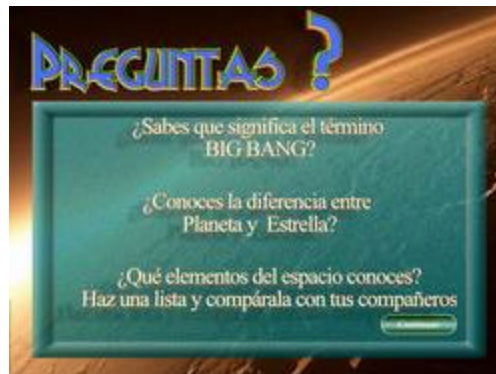 PREGUNTAS ?
¿Sabes que significa el término
BIG BANG?
¿Conoces la diferencia entre
Planeta y Estrella?
¿Qué elementos del espacio conoces?
Haz una lista y compárala con tus compañeros